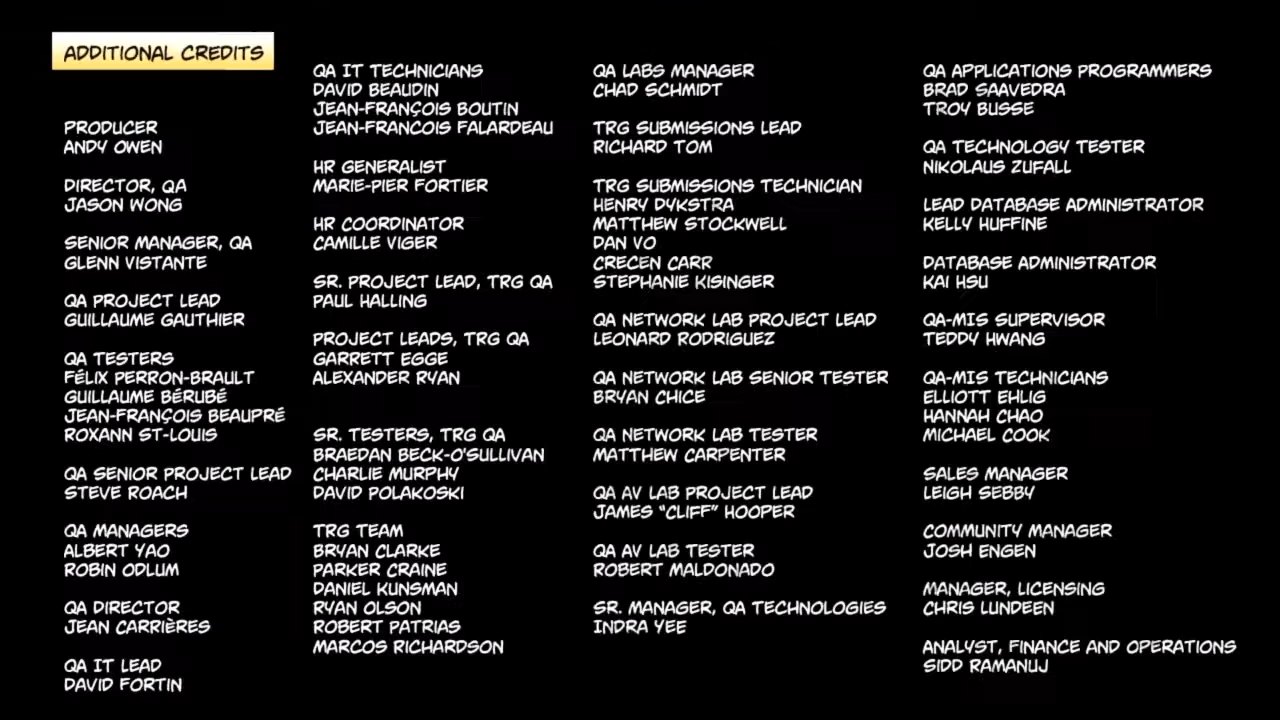 ADDITIONAL CREDITS
PRODUCER
ANDY OWEN
DIRECTOR, QA
JASON WONG
SENIOR MANAGER, QA
GLENN VISTANTE
QA PROJECT LEAD
GUILLAUME GAUTHIER
QA TESTERS
FÉLIX PERRON-BRAULT
GUILLAUME BÉRUBÉ
JEAN-FRANÇOIS BEAUPRÉ
ROXANN ST-LOUIS
QA SENIOR PROJECT LEAD
STEVE ROACH
QA MANAGERS
ALBERT YAO
ROBIN ODLUM
QA DIRECTOR
JEAN CARRIÈRES
QA IT LEAD
DAVID FORTIN
QA IT TECHNICIANS
DAVID BEAUDIN
JEAN-FRANÇOIS BOUTIN
JEAN-FRANCOIS FALARDEAU
HR GENERALIST
MARIE-PIER FORTIER
HR COORDINATOR
CAMILLE VIGER
SR. PROJECT LEAD, TRG QA
PAUL HALLING
PROJECT LEADS, TRG QA
GARRETT EGGE
ALEXANDER RYAN
SR. TESTERS, TRG QA
BRAEDAN BECK-O'SULLIVAN
CHARLIE MURPHY
DAVID POLAKOSKI
TRG TEAM
BRYAN CLARKE
PARKER CRAINE
DANIEL KUNSMAN
RYAN OLSON
ROBERT PATRIAS
MARCOS RICHARDSON
QA LABS MANAGER
CHAD SCHMIDT
TRG SUBMISSIONS LEAD
RICHARD TOM
TRG SUBMISSIONS TECHNICIAN
HENRY DYKSTRA
MATTHEW STOCKWELL
DAN VO
CRECEN CARR
STEPHANIE KISINGER
QA NETWORK LAB PROJECT LEAD
LEONARD RODRIGUEZ
QA NETWORK LAB SENIOR TESTER
BRYAN CHICE
QA NETWORK LAB TESTER
MATTHEW CARPENTER
QA AV LAB PROJECT LEAD
JAMES "CLIFF" HOOPER
QA AV LAB TESTER
ROBERT MALDONADO
SR. MANAGER, QA TECHNOLOGIES
INDRA YEE
QA APPLICATIONS PROGRAMMERS
BRAD SAAVEDRA
TROY BUSSE
QA TECHNOLOGY TESTER
NIKOLAUS ZUFALL
LEAD DATABASE ADMINISTRATOR
KELLY HUFFINE
DATABASE ADMINISTRATOR
KAI HSU
QA-MIS SUPERVISOR
TEDDY HWANG
QA-MIS TECHNICIANS
ELLIOTT EHLIG
HANNAH CHAO
MICHAEL COOK
SALES MANAGER
LEIGH SEBBY
COMMUNITY MANAGER
JOSH ENGEN
MANAGER, LICENSING
CHRIS LUNDEEN
ANALYST, FINANCE AND OPERATIONS
SIDD RAMANUJ